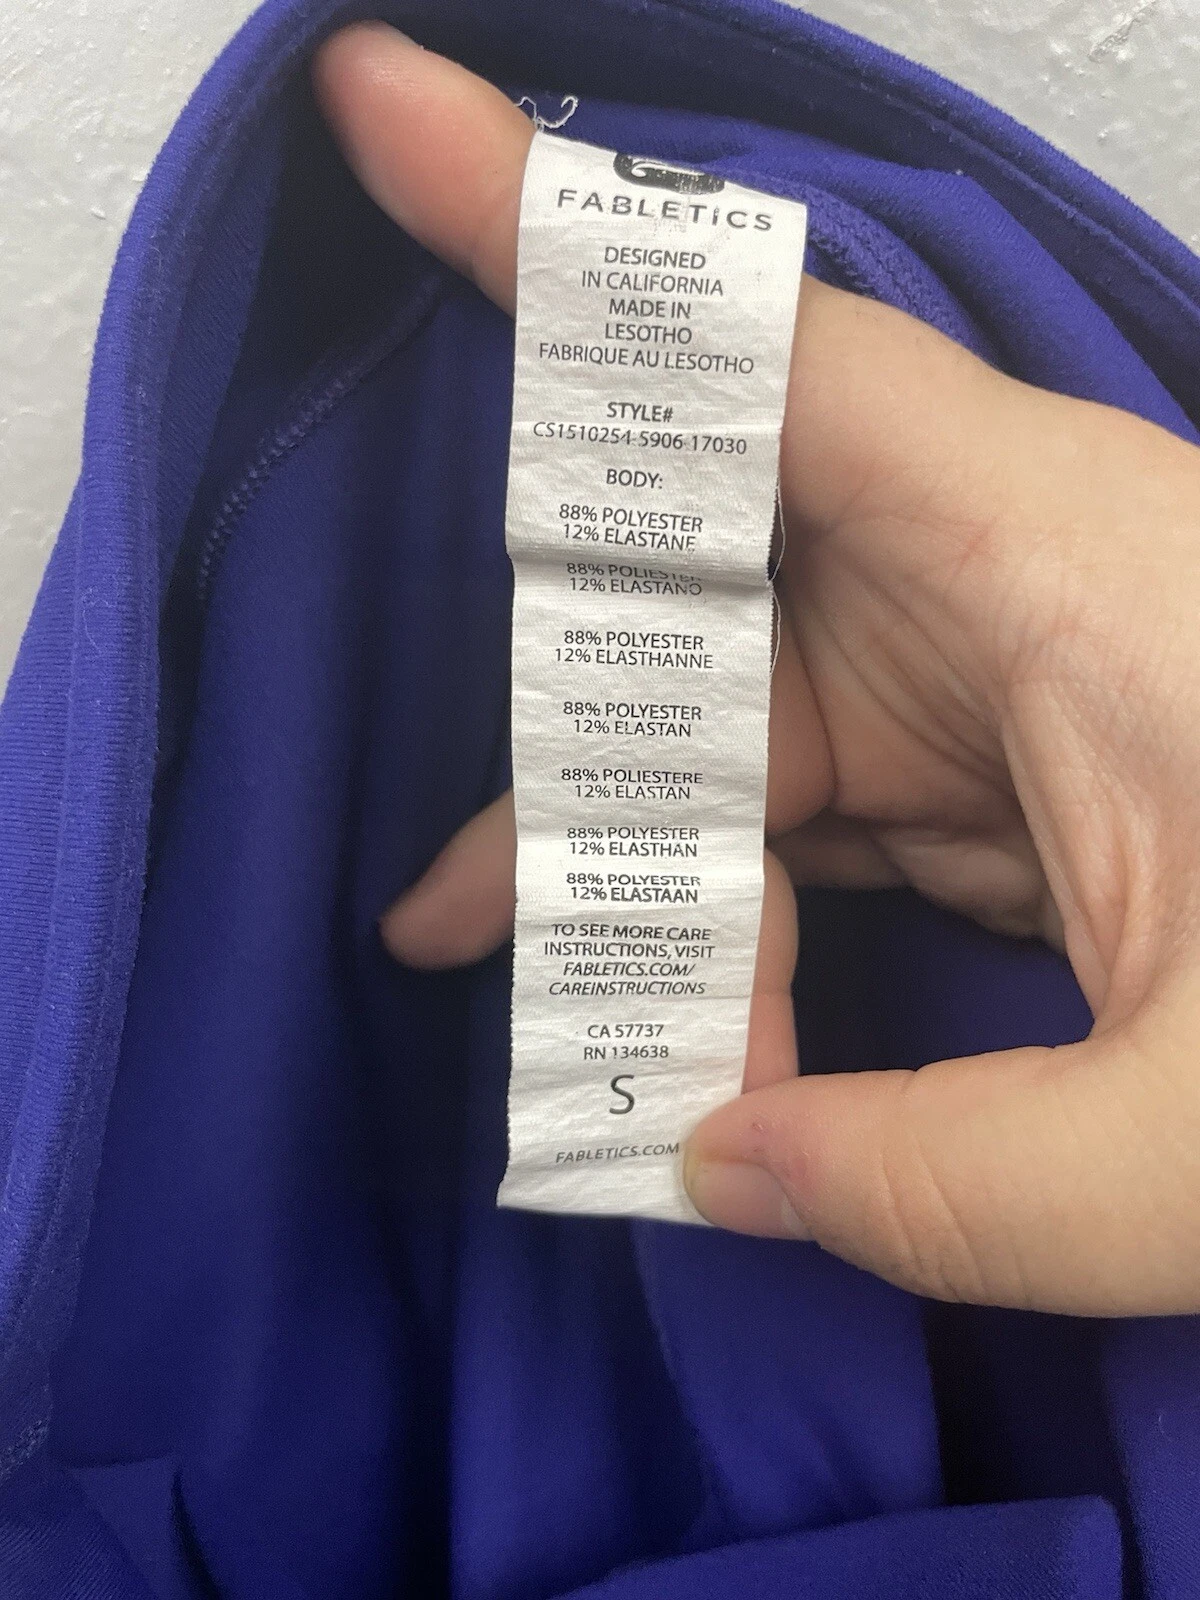 FABLETICS
DESIGNED
IN CALIFORNIA
MADE IN
LESOTHO
FABRIQUE AU LESOTHO
STYLE#
CS1510254-5906-17030
BODY:
88% POLYESTER
12% ELASTANE
88% POLIESTER
12% ELASTANO
88% POLYESTER
12% ELASTHANNE
88% POLYESTER
12% ELASTAN
88% POLIESTERE
12% ELASTAN
88% POLYESTER
12% ELASTHAN
88% POLYESTER
12% ELASTAAN
TO SEE MORE CARE
INSTRUCTIONS, VISIT
FABLETICS.COM/
CAREINSTRUCTIONS
CA 57737
RN 134638
S
FABLETICS.COM